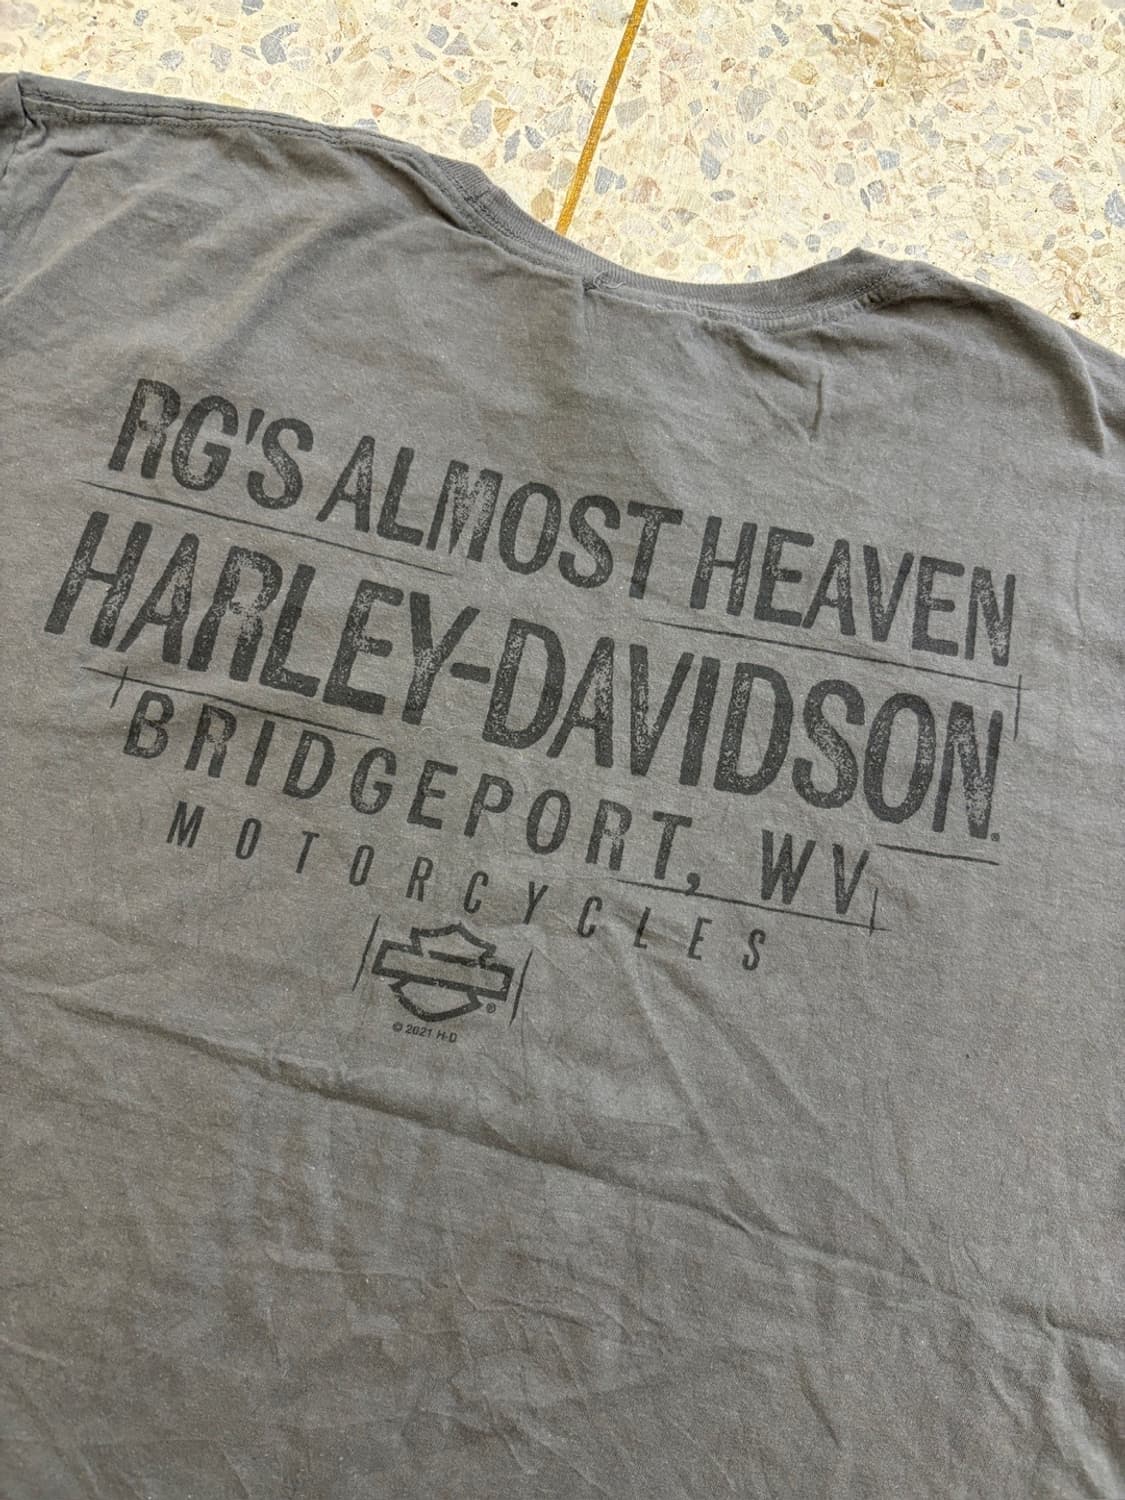 RG'S ALMOST HEAVEN
HARLEY-DAVIDSON®
BRIDGEPORT, WV
MOTORCYCLES
®
© 2021 H-D